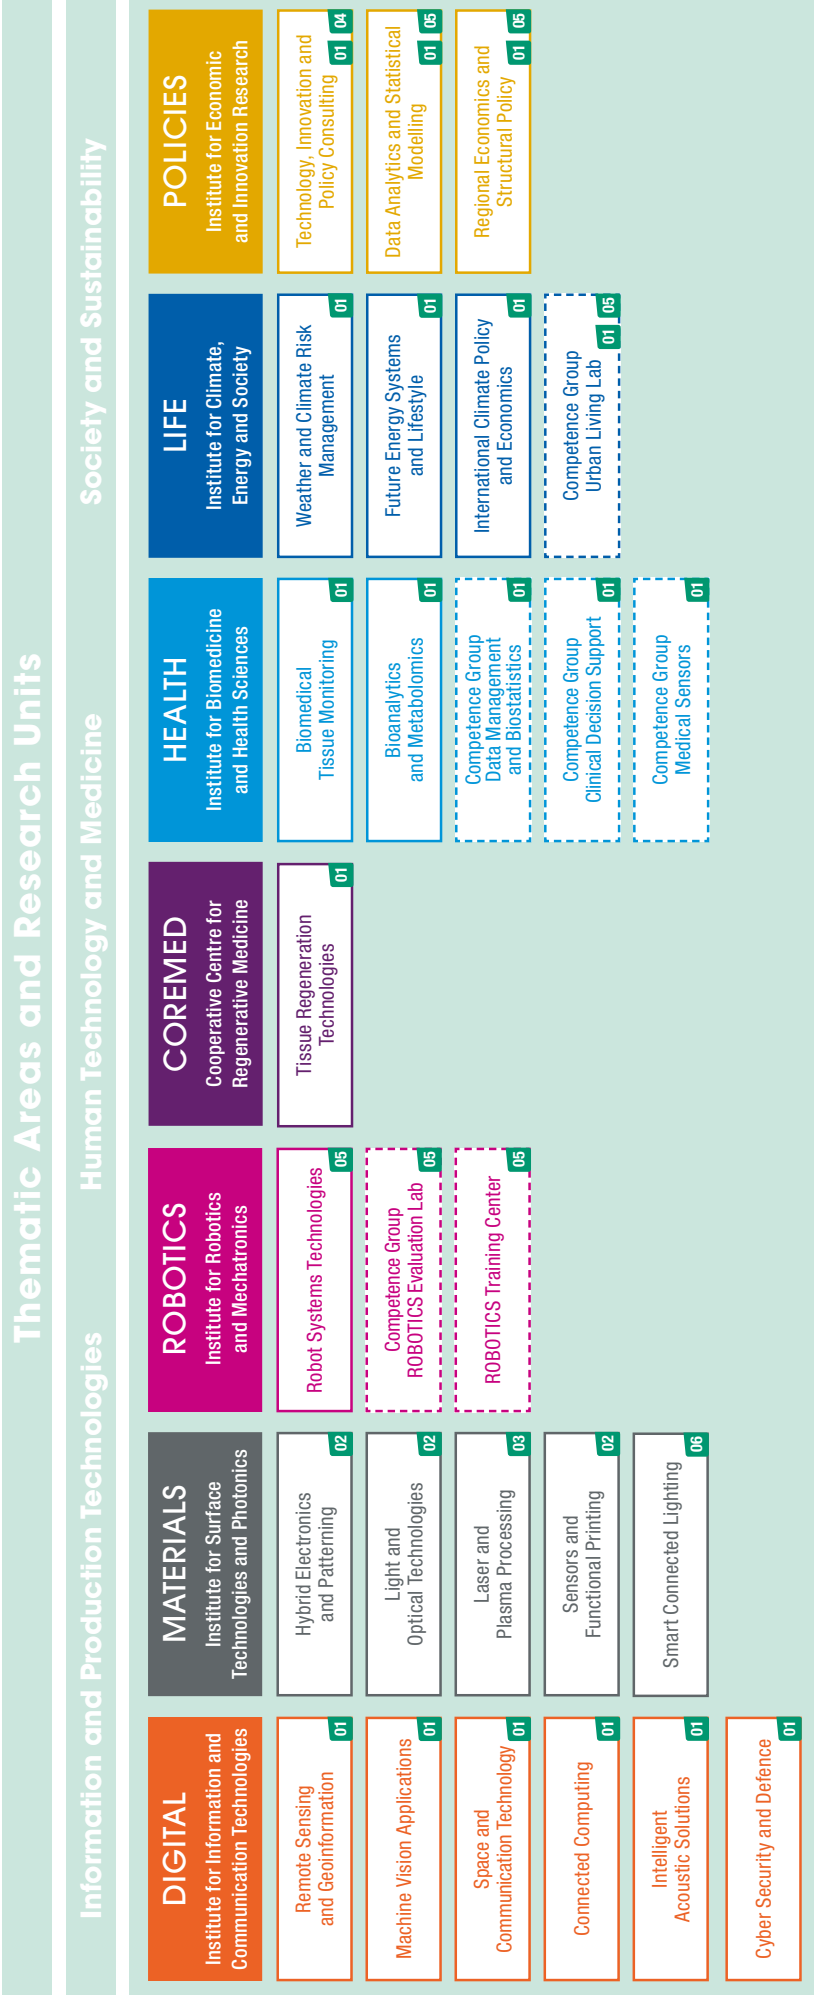 Thematic Areas and Research Units
Information and Production Technologies
Human Technology and Medicine
Society and Sustainability
DIGITAL
Institute for Information and
Communication Technologies
Remote Sensing
and Geoinformation
01
Machine Vision Applications
01
Space and
Communication Technology
01
Connected Computing
01
Intelligent
Acoustic Solutions
01
Cyber Security and Defence
01
MATERIALS
Institute for Surface
Technologies and Photonics
Hybrid Electronics
and Patterning
02
Light and
Optical Technologies
02
Laser and
Plasma Processing
03
Sensors and
Functional Printing
02
Smart Connected Lighting
06
ROBOTICS
Institute for Robotics
and Mechatronics
Robot Systems Technologies
05
Competence Group
ROBOTICS Evaluation Lab
05
ROBOTICS Training Center
05
COREMED
Cooperative Centre for
Regenerative Medicine
Tissue Regeneration
Technologies
01
HEALTH
Institute for Biomedicine
and Health Sciences
Biomedical
Tissue Monitoring
01
Bioanalytics
and Metabolomics
01
Competence Group
Data Management
and Biostatistics
01
Competence Group
Clinical Decision Support
01
Competence Group
Medical Sensors
01
LIFE
Institute for Climate,
Energy and Society
Weather and Climate Risk
Management
01
Future Energy Systems
and Lifestyle
01
International Climate Policy
and Economics
01
Competence Group
Urban Living Lab
01 05
POLICIES
Institute for Economic
and Innovation Research
Technology, Innovation and
Policy Consulting
01 04
Data Analytics and Statistical
Modelling
01 05
Regional Economics and
Structural Policy
01 05